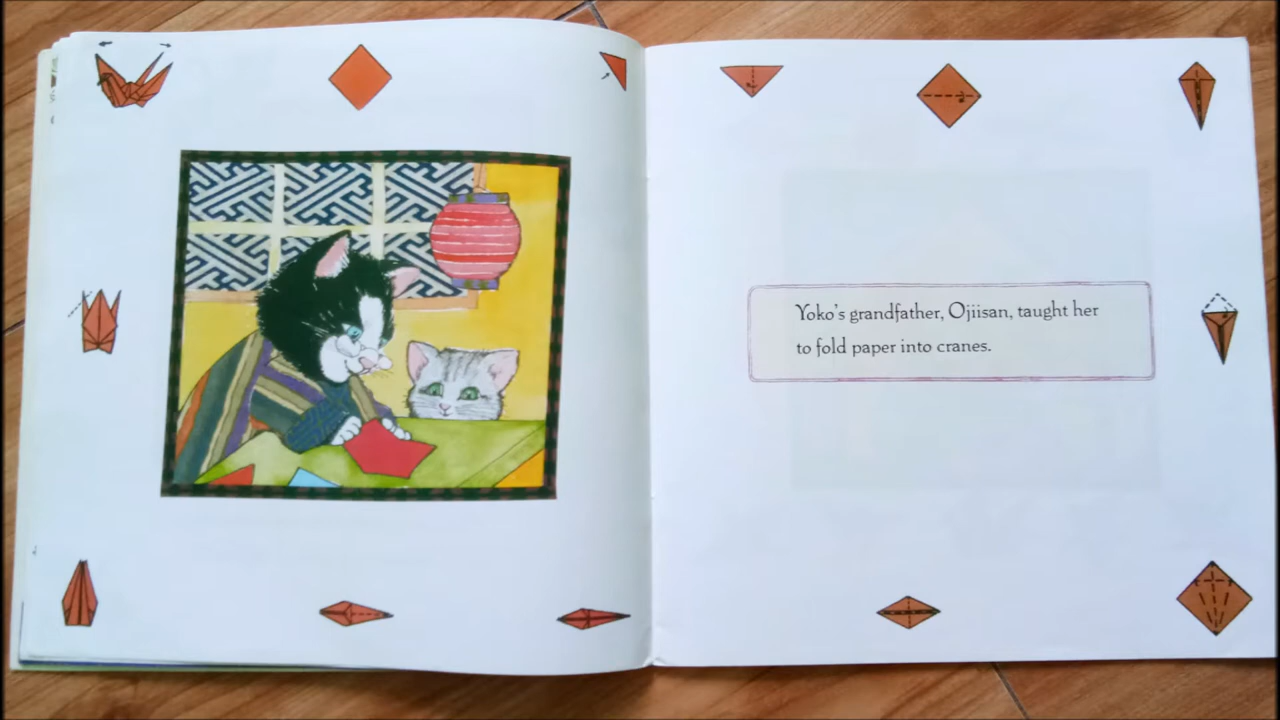 Yoko's grandfather, Ojiisan, taught her
to fold paper into cranes.